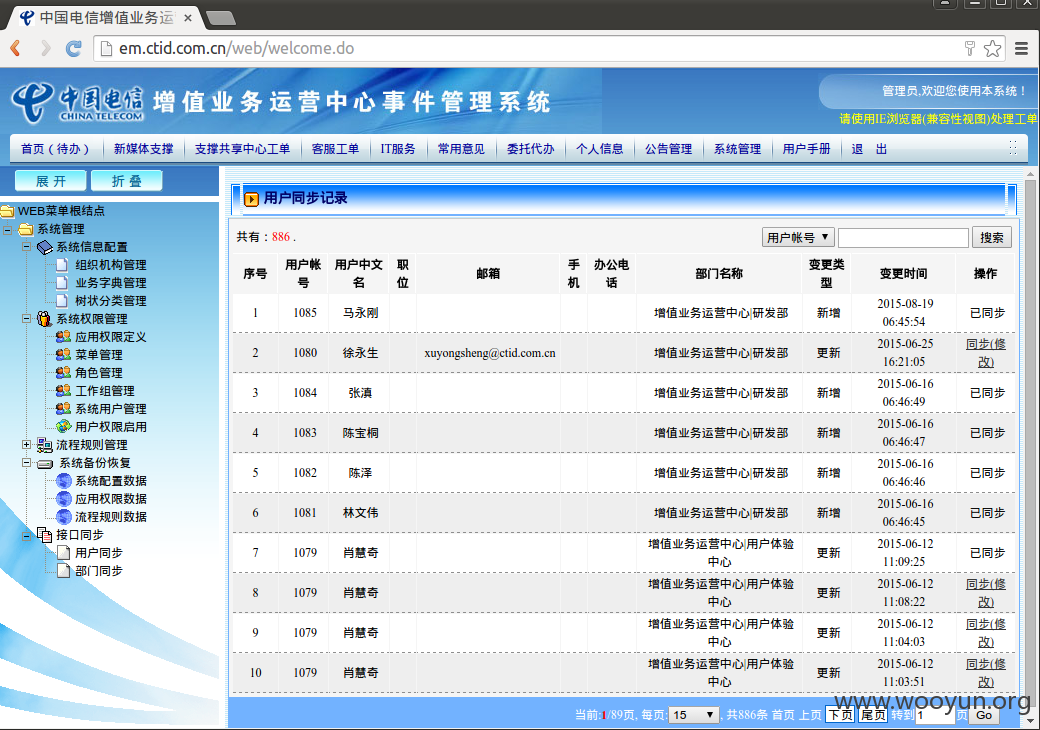 中国电信增值业务运
em.ctid.com.cn/web/welcome.do
中国电信 增值业务运营中心事件管理系统
CHINA TELECOM
管理员,欢迎您使用本系统！
请使用IE浏览器(兼容性视图)处理工单
首页（待办） 新媒体支撑 支撑共享中心工单 客服工单 IT服务 常用意见 委托代办 个人信息 公告管理 系统管理 用户手册 退 出
展 开 折 叠
WEB菜单根结点
系统管理
系统信息配置
组织机构管理
业务字典管理
树状分类管理
系统权限管理
应用权限定义
菜单管理
角色管理
工作组管理
系统用户管理
用户权限启用
流程规则管理
系统备份恢复
系统配置数据
应用权限数据
流程规则数据
接口同步
用户同步
部门同步
用户同步记录
共有：886 . 用户帐号 搜索
序号 用户帐号 用户中文名 职位 邮箱 手机 办公电话 部门名称 变更类型 变更时间 操作
1 1085 马永刚 增值业务运营中心|研发部 新增 2015-08-19 06:45:54 已同步
2 1080 徐永生 xuyongsheng@ctid.com.cn 增值业务运营中心|研发部 更新 2015-06-25 16:21:05 同步(修改)
3 1084 张滇 增值业务运营中心|研发部 新增 2015-06-16 06:46:49 已同步
4 1083 陈宝桐 增值业务运营中心|研发部 新增 2015-06-16 06:46:47 已同步
5 1082 陈泽 增值业务运营中心|研发部 新增 2015-06-16 06:46:46 已同步
6 1081 林文伟 增值业务运营中心|研发部 新增 2015-06-16 06:46:45 已同步
7 1079 肖慧奇 增值业务运营中心|用户体验中心 更新 2015-06-12 11:09:25 已同步
8 1079 肖慧奇 增值业务运营中心|用户体验中心 更新 2015-06-12 11:08:22 同步(修改)
9 1079 肖慧奇 增值业务运营中心|用户体验中心 更新 2015-06-12 11:04:03 同步(修改)
10 1079 肖慧奇 增值业务运营中心|用户体验中心 更新 2015-06-12 11:03:51 同步(修改)
www.wooyun.org
当前:1/89页, 每页: 15 , 共886条 首页 上页 下页 尾页 转到 1 页 Go